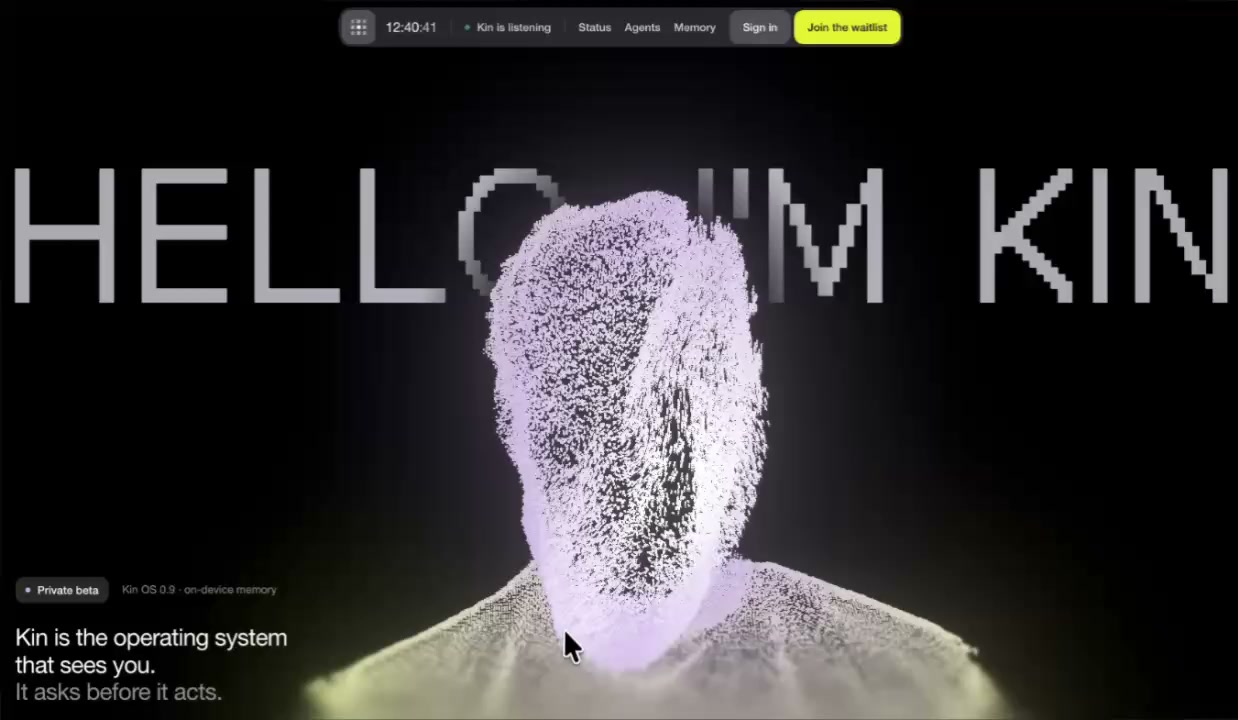 12:40:41
Kin is listening
Status
Agents
Memory
Sign in
Join the waitlist
HELLO I'M KIN
Private beta
Kin OS 0.9 · on-device memory
Kin is the operating system
that sees you.
It asks before it acts.